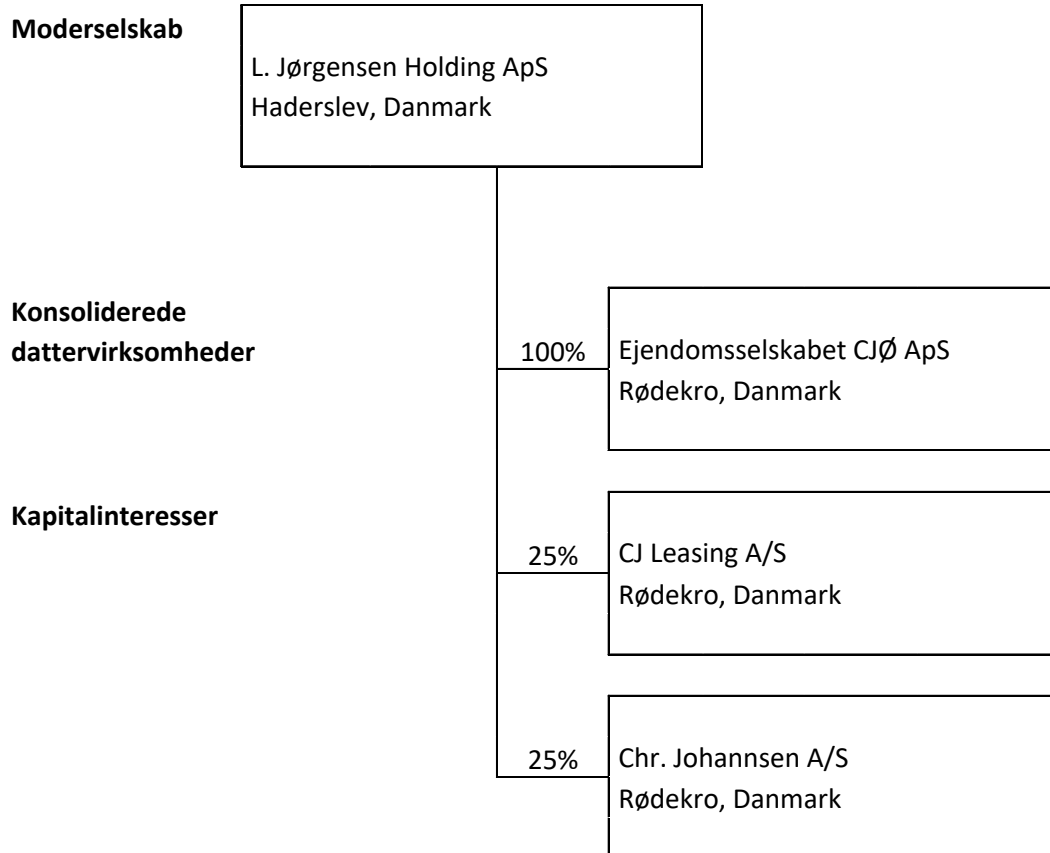 Moderselskab
L. Jørgensen Holding ApS
Haderslev, Danmark
Konsoliderede
dattervirksomheder
100%
Ejendomsselskabet CJØ ApS
Rødekro, Danmark
Kapitalinteresser
25%
CJ Leasing A/S
Rødekro, Danmark
25%
Chr. Johannsen A/S
Rødekro, Danmark